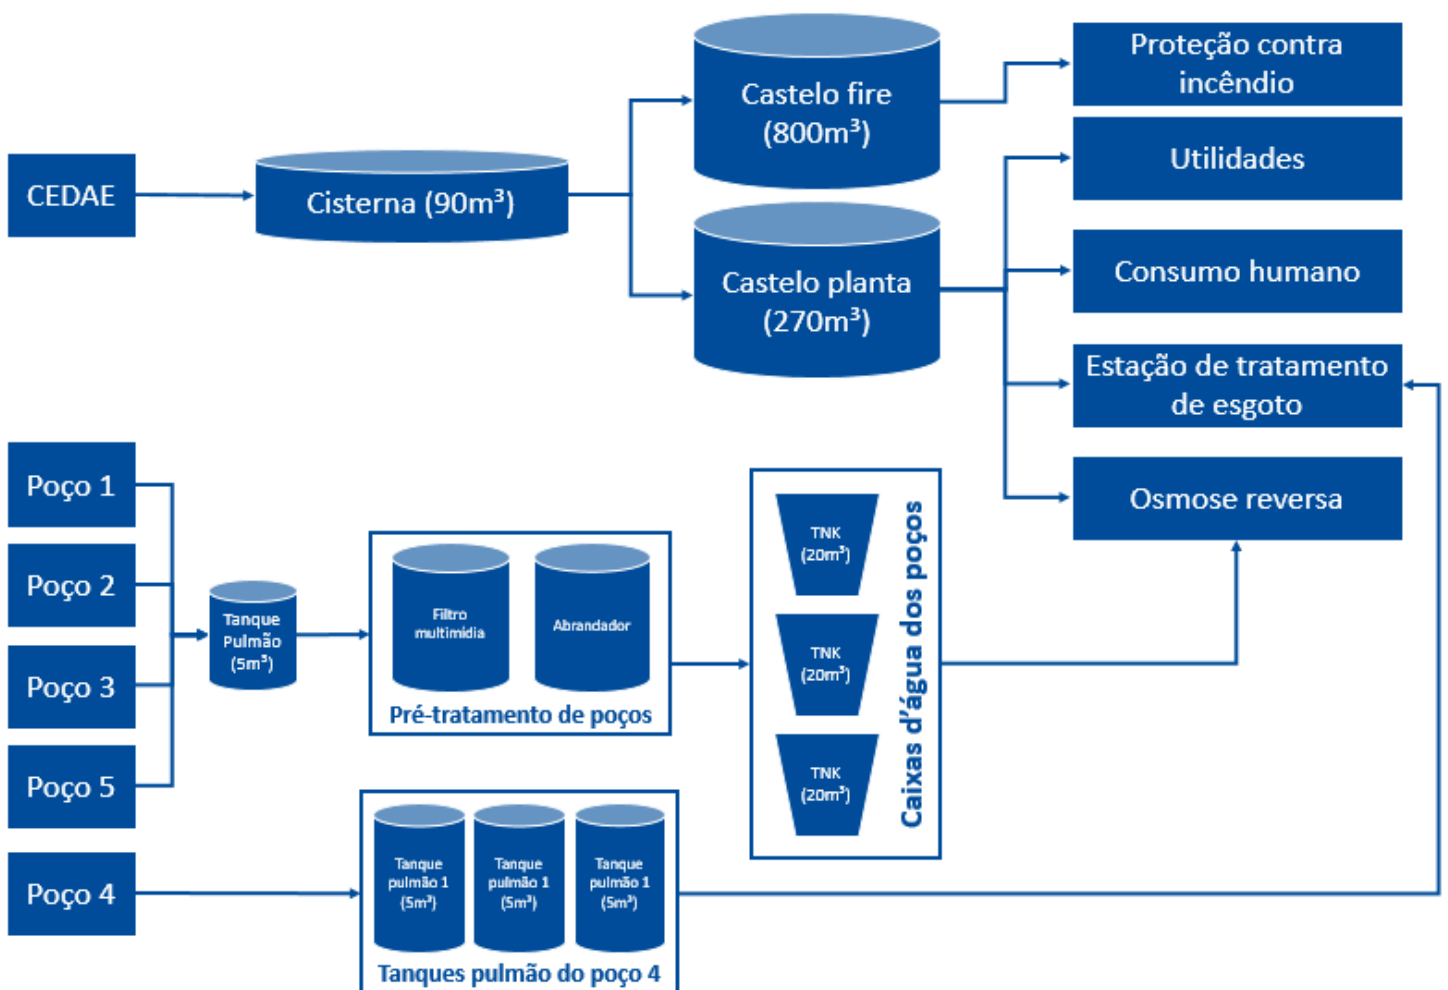 CEDAE
Cisterna (90m³)
Castelo fire
(800m³)
Castelo planta
(270m³)
Proteção contra
incêndio
Utilidades
Consumo humano
Estação de tratamento
de esgoto
Osmose reversa
Poço 1
Poço 2
Poço 3
Poço 5
Poço 4
Tanque
Pulmão
(5m³)
Filtro
multimídia
Abrandador
Pré-tratamento de poços
TNK
(20m³)
TNK
(20m³)
TNK
(20m³)
Caixas d'água dos poços
Tanque
pulmão 1
(5m³)
Tanque
pulmão 1
(5m³)
Tanque
pulmão 1
(5m³)
Tanques pulmão do poço 4